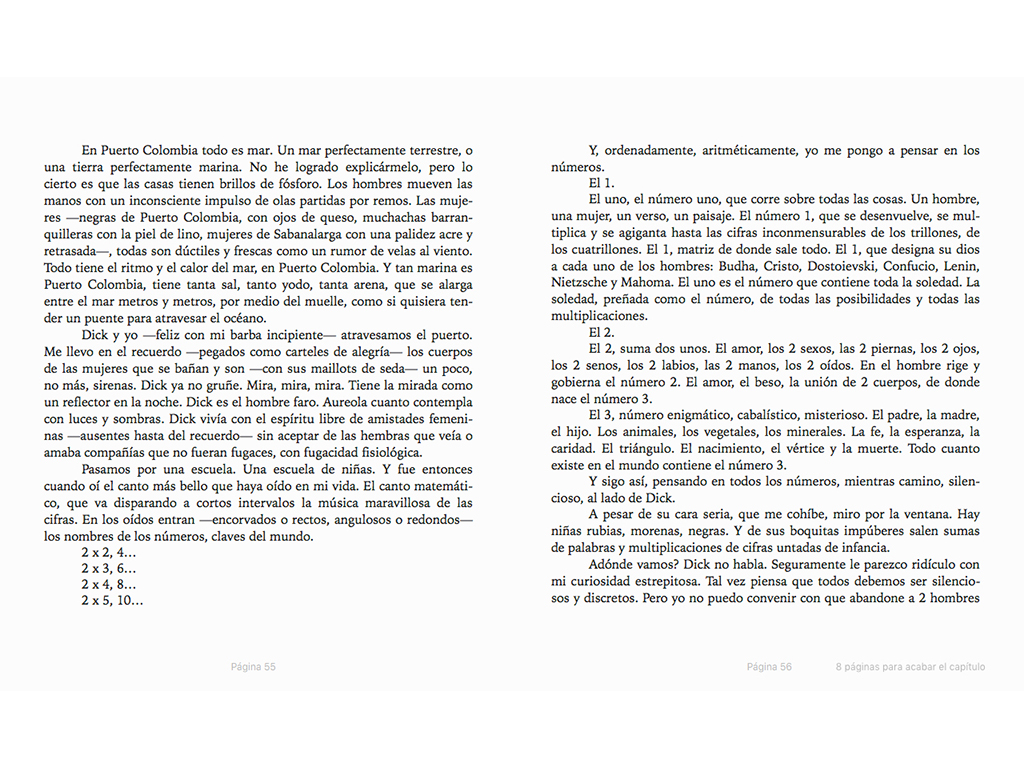 En Puerto Colombia todo es mar. Un mar perfectamente terrestre, o
una tierra perfectamente marina. No he logrado explicármelo, pero lo
cierto es que las casas tienen brillos de fósforo. Los hombres mueven las
manos con un inconsciente impulso de olas partidas por remos. Las muje-
res —negras de Puerto Colombia, con ojos de queso, muchachas barran-
quilleras con la piel de lino, mujeres de Sabanalarga con una palidez acre y
retrasada—, todas son dúctiles y frescas como un rumor de velas al viento.
Todo tiene el ritmo y el calor del mar, en Puerto Colombia. Y tan marina es
Puerto Colombia, tiene tanta sal, tanto yodo, tanta arena, que se alarga
entre el mar metros y metros, por medio del muelle, como si quisiera ten-
der un puente para atravesar el océano.
Dick y yo —feliz con mi barba incipiente— atravesamos el puerto.
Me llevo en el recuerdo —pegados como carteles de alegría— los cuerpos
de las mujeres que se bañan y son —con sus maillots de seda— un poco,
no más, sirenas. Dick ya no gruñe. Mira, mira, mira. Tiene la mirada como
un reflector en la noche. Dick es el hombre faro. Aureola cuanto contempla
con luces y sombras. Dick vivía con el espíritu libre de amistades femeni-
nas —ausentes hasta del recuerdo— sin aceptar de las hembras que veía o
amaba compañías que no fueran fugaces, con fugacidad fisiológica.
Pasamos por una escuela. Una escuela de niñas. Y fue entonces
cuando oí el canto más bello que haya oído en mi vida. El canto matemáti-
co, que va disparando a cortos intervalos la música maravillosa de las
cifras. En los oídos entran —encorvados o rectos, angulosos o redondos—
los nombres de los números, claves del mundo.
2 x 2, 4...
2 x 3, 6...
2 x 4, 8...
2 x 5, 10...
Página 55
Y, ordenadamente, aritméticamente, yo me pongo a pensar en los
números.
El 1.
El uno, el número uno, que corre sobre todas las cosas. Un hombre,
una mujer, un verso, un paisaje. El número 1, que se desenvuelve, se mul-
tiplica y se agiganta hasta las cifras inconmensurables de los trillones, de
los cuatrillones. El 1, matriz de donde sale todo. El 1, que designa su dios
a cada uno de los hombres: Budha, Cristo, Dostoievski, Confucio, Lenin,
Nietzsche y Mahoma. El uno es el número que contiene toda la soledad. La
soledad, preñada como el número, de todas las posibilidades y todas las
multiplicaciones.
El 2.
El 2, suma dos unos. El amor, los 2 sexos, las 2 piernas, los 2 ojos,
los 2 senos, los 2 labios, las 2 manos, los 2 oídos. En el hombre rige y
gobierna el número 2. El amor, el beso, la unión de 2 cuerpos, de donde
nace el número 3.
El 3, número enigmático, cabalístico, misterioso. El padre, la madre,
el hijo. Los animales, los vegetales, los minerales. La fe, la esperanza, la
caridad. El triángulo. El nacimiento, el vértice y la muerte. Todo cuanto
existe en el mundo contiene el número 3.
Y sigo así, pensando en todos los números, mientras camino, silen-
cioso, al lado de Dick.
A pesar de su cara seria, que me cohíbe, miro por la ventana. Hay
niñas rubias, morenas, negras. Y de sus boquitas impúberes salen sumas
de palabras y multiplicaciones de cifras untadas de infancia.
Adónde vamos? Dick no habla. Seguramente le parezco ridículo con
mi curiosidad estrepitosa. Tal vez piensa que todos debemos ser silencio-
sos y discretos. Pero yo no puedo convenir con que abandone a 2 hombres
Página 56
8 páginas para acabar el capítulo